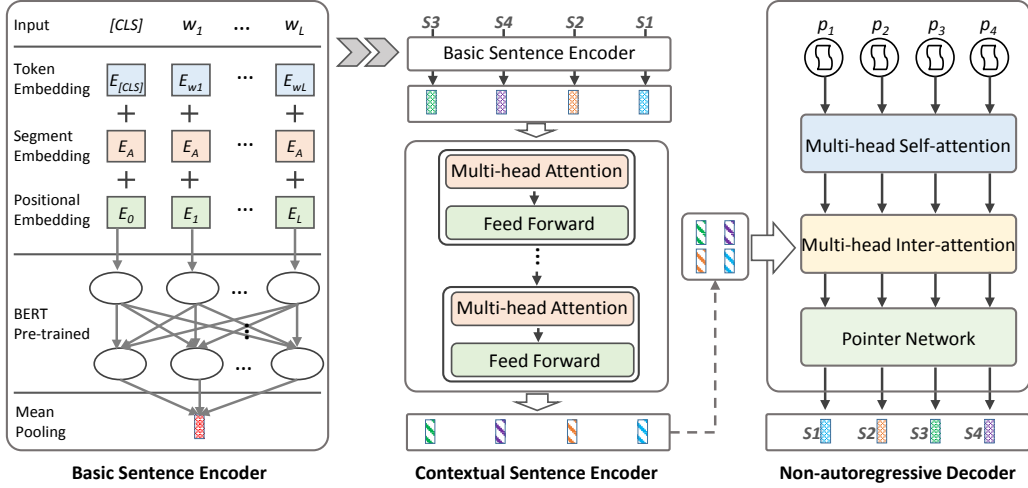 Input [CLS] w1 ... wL
Token
Embedding
E[CLS] Ew1 ... EwL
+ + +
Segment
Embedding
EA EA ... EA
+ + +
Positional
Embedding
E0 E1 ... EL
...
BERT
Pre-trained
...
...
Mean
Pooling
Basic Sentence Encoder
S3 S4 S2 S1
Basic Sentence Encoder
Multi-head Attention
Feed Forward
...
Multi-head Attention
Feed Forward
Contextual Sentence Encoder
p1 p2 p3 p4
Multi-head Self-attention
Multi-head Inter-attention
Pointer Network
S1 S2 S3 S4
Non-autoregressive Decoder